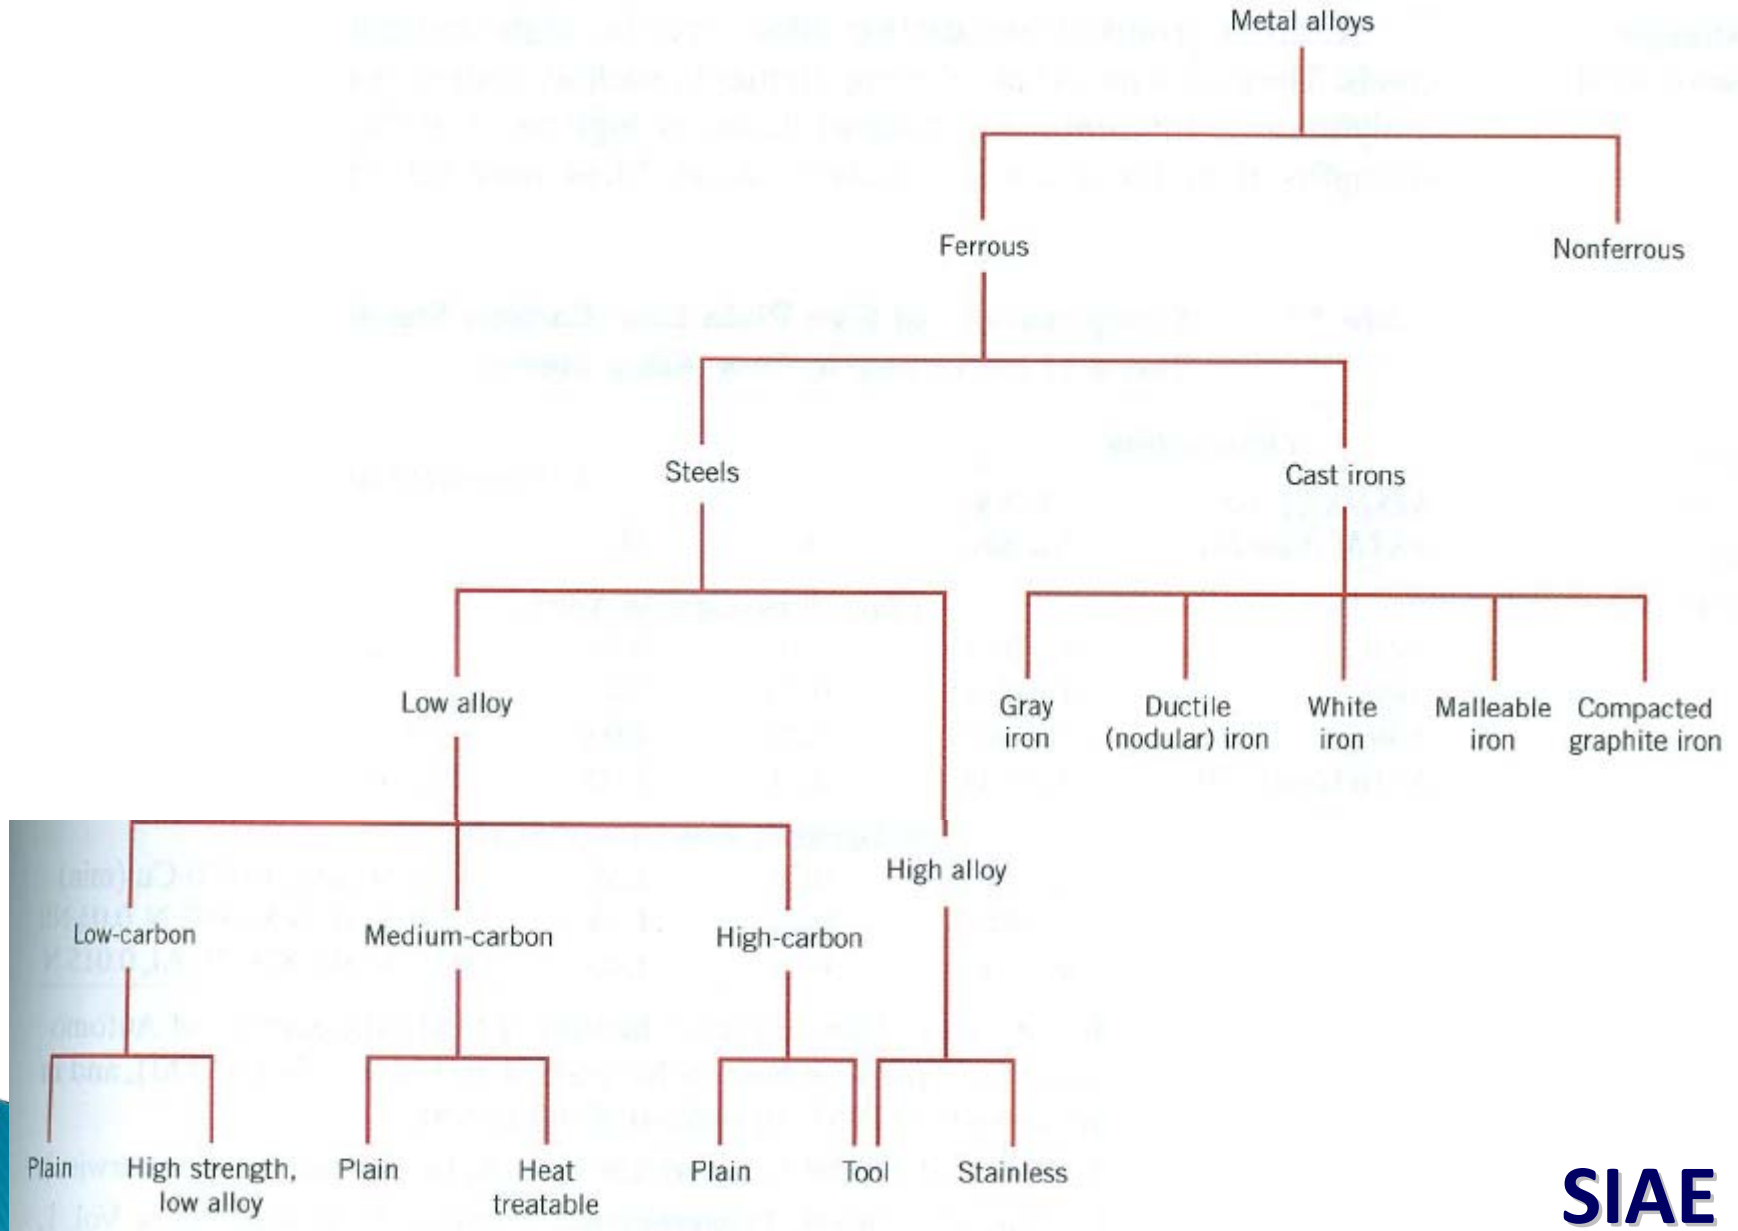 Metal alloys
Ferrous
Nonferrous
Steels
Cast irons
Low alloy
Gray
iron
Ductile
(nodular) iron
White
iron
Malleable
iron
Compacted
graphite iron
High alloy
Low-carbon
Medium-carbon
High-carbon
Plain
High strength,
low alloy
Plain
Heat
treatable
Plain
Tool
Stainless
SIAE